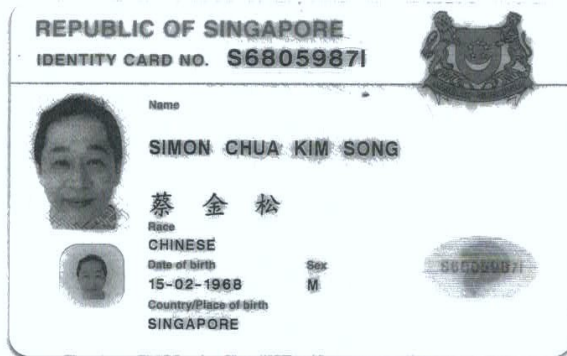 REPUBLIC OF SINGAPORE
IDENTITY CARD NO. S6805987I
Name
SIMON CHUA KIM SONG
蔡 金 松
Race
CHINESE
Date of birth Sex
15-02-1968 M
Country/Place of birth
SINGAPORE
S6805987I